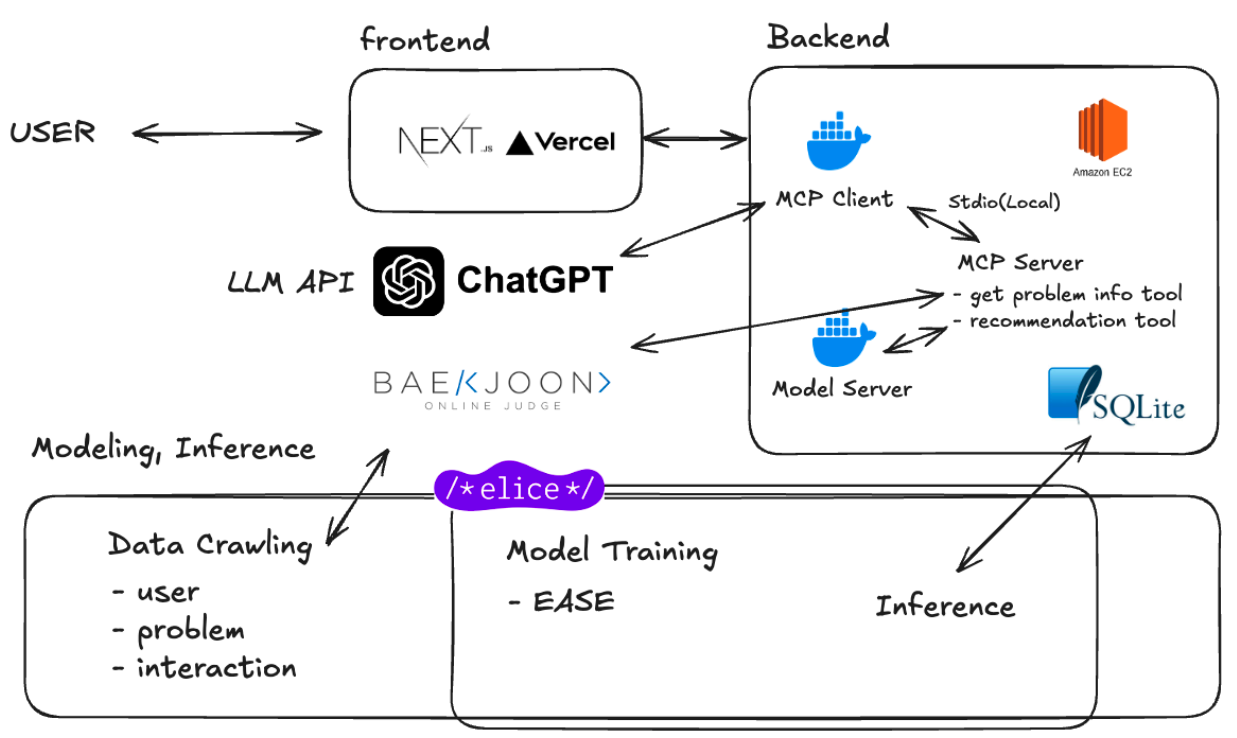 frontend
Backend
USER
NEXT.JS
Vercel
Amazon EC2
MCP Client
Stdio(Local)
MCP Server
- get problem info tool
- recommendation tool
LLM API
ChatGPT
Model Server
BAE/<JOON>
ONLINE JUDGE
SQLite
Modeling, Inference
/*elice*/
Data Crawling
- user
- problem
- interaction
Model Training
- EASE
Inference